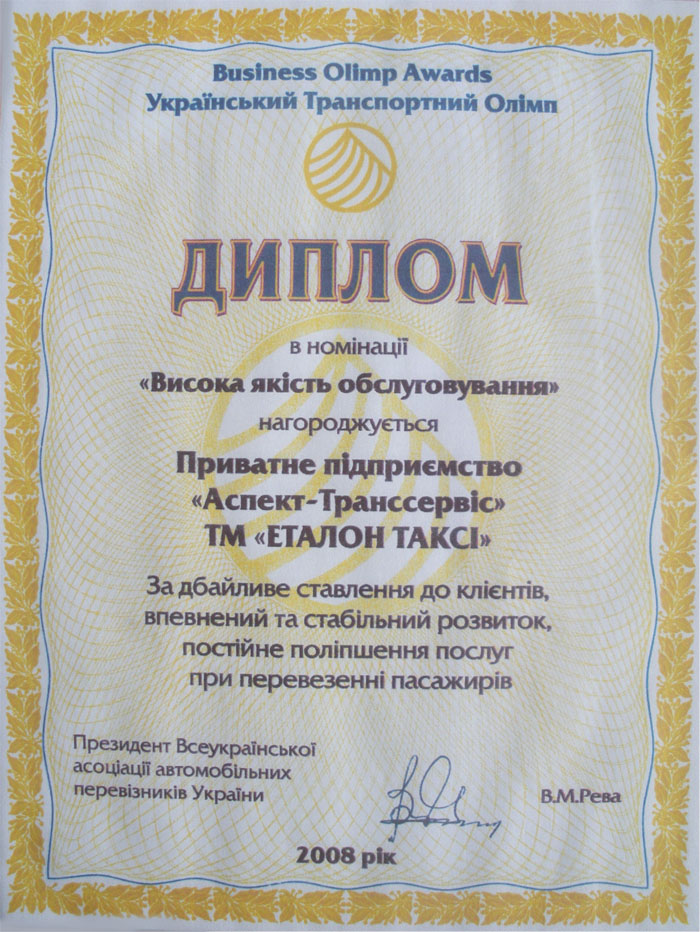 Business Olimp Awards
Український Транспортний Олімп
ДИПЛОМ
в номінації
«Висока якість обслуговування»
нагороджується
Приватне підприємство
«Аспект-Транссервіс»
ТМ «ЕТАЛОН ТАКСІ»
За дбайливе ставлення до клієнтів,
впевнений та стабільний розвиток,
постійне поліпшення послуг
при перевезенні пасажирів
Президент Всеукраїнської
асоціації автомобільних
перевізників України
В.М.Рева
2008 рік